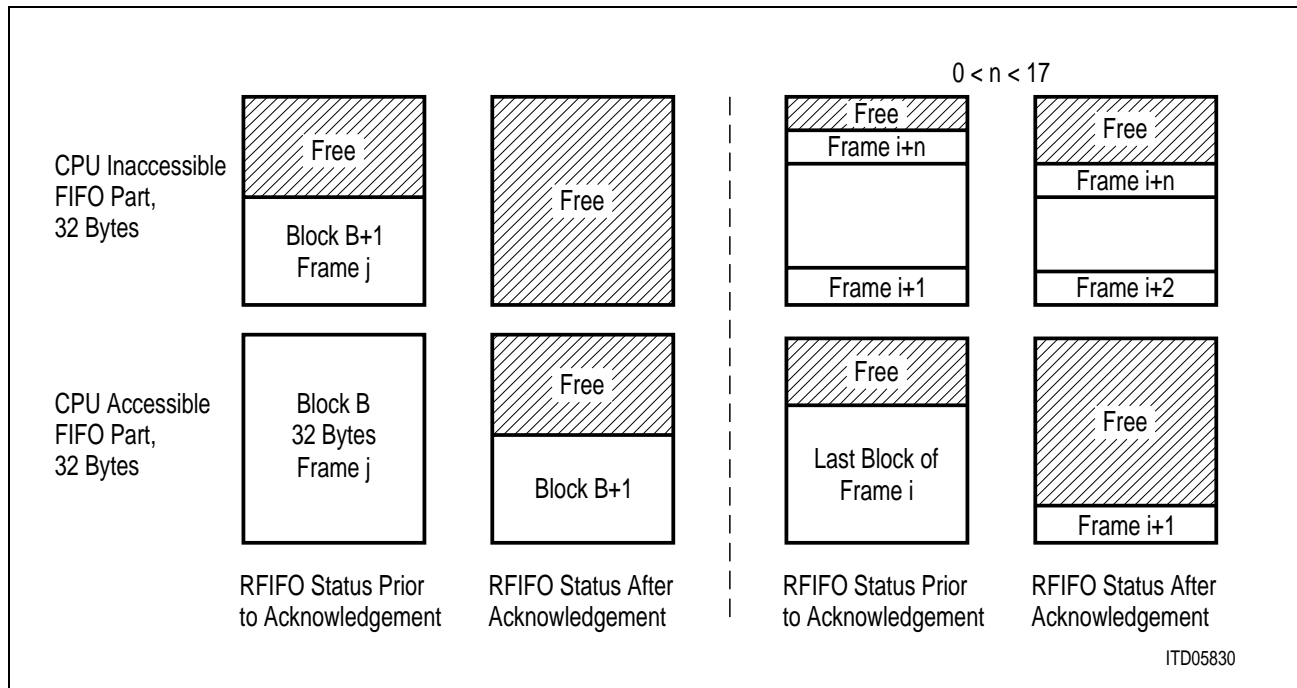 0 < n < 17
CPU Inaccessible
FIFO Part,
32 Bytes
Free
Block B+1
Frame j
Free
Free
Frame i+n
Frame i+1
Free
Frame i+n
Frame i+2
CPU Accessible
FIFO Part,
32 Bytes
Block B
32 Bytes
Frame j
Free
Block B+1
Free
Last Block of
Frame i
Free
Frame i+1
RFIFO Status Prior
to Acknowledgement
RFIFO Status After
Acknowledgement
RFIFO Status Prior
to Acknowledgement
RFIFO Status After
Acknowledgement
ITD05830